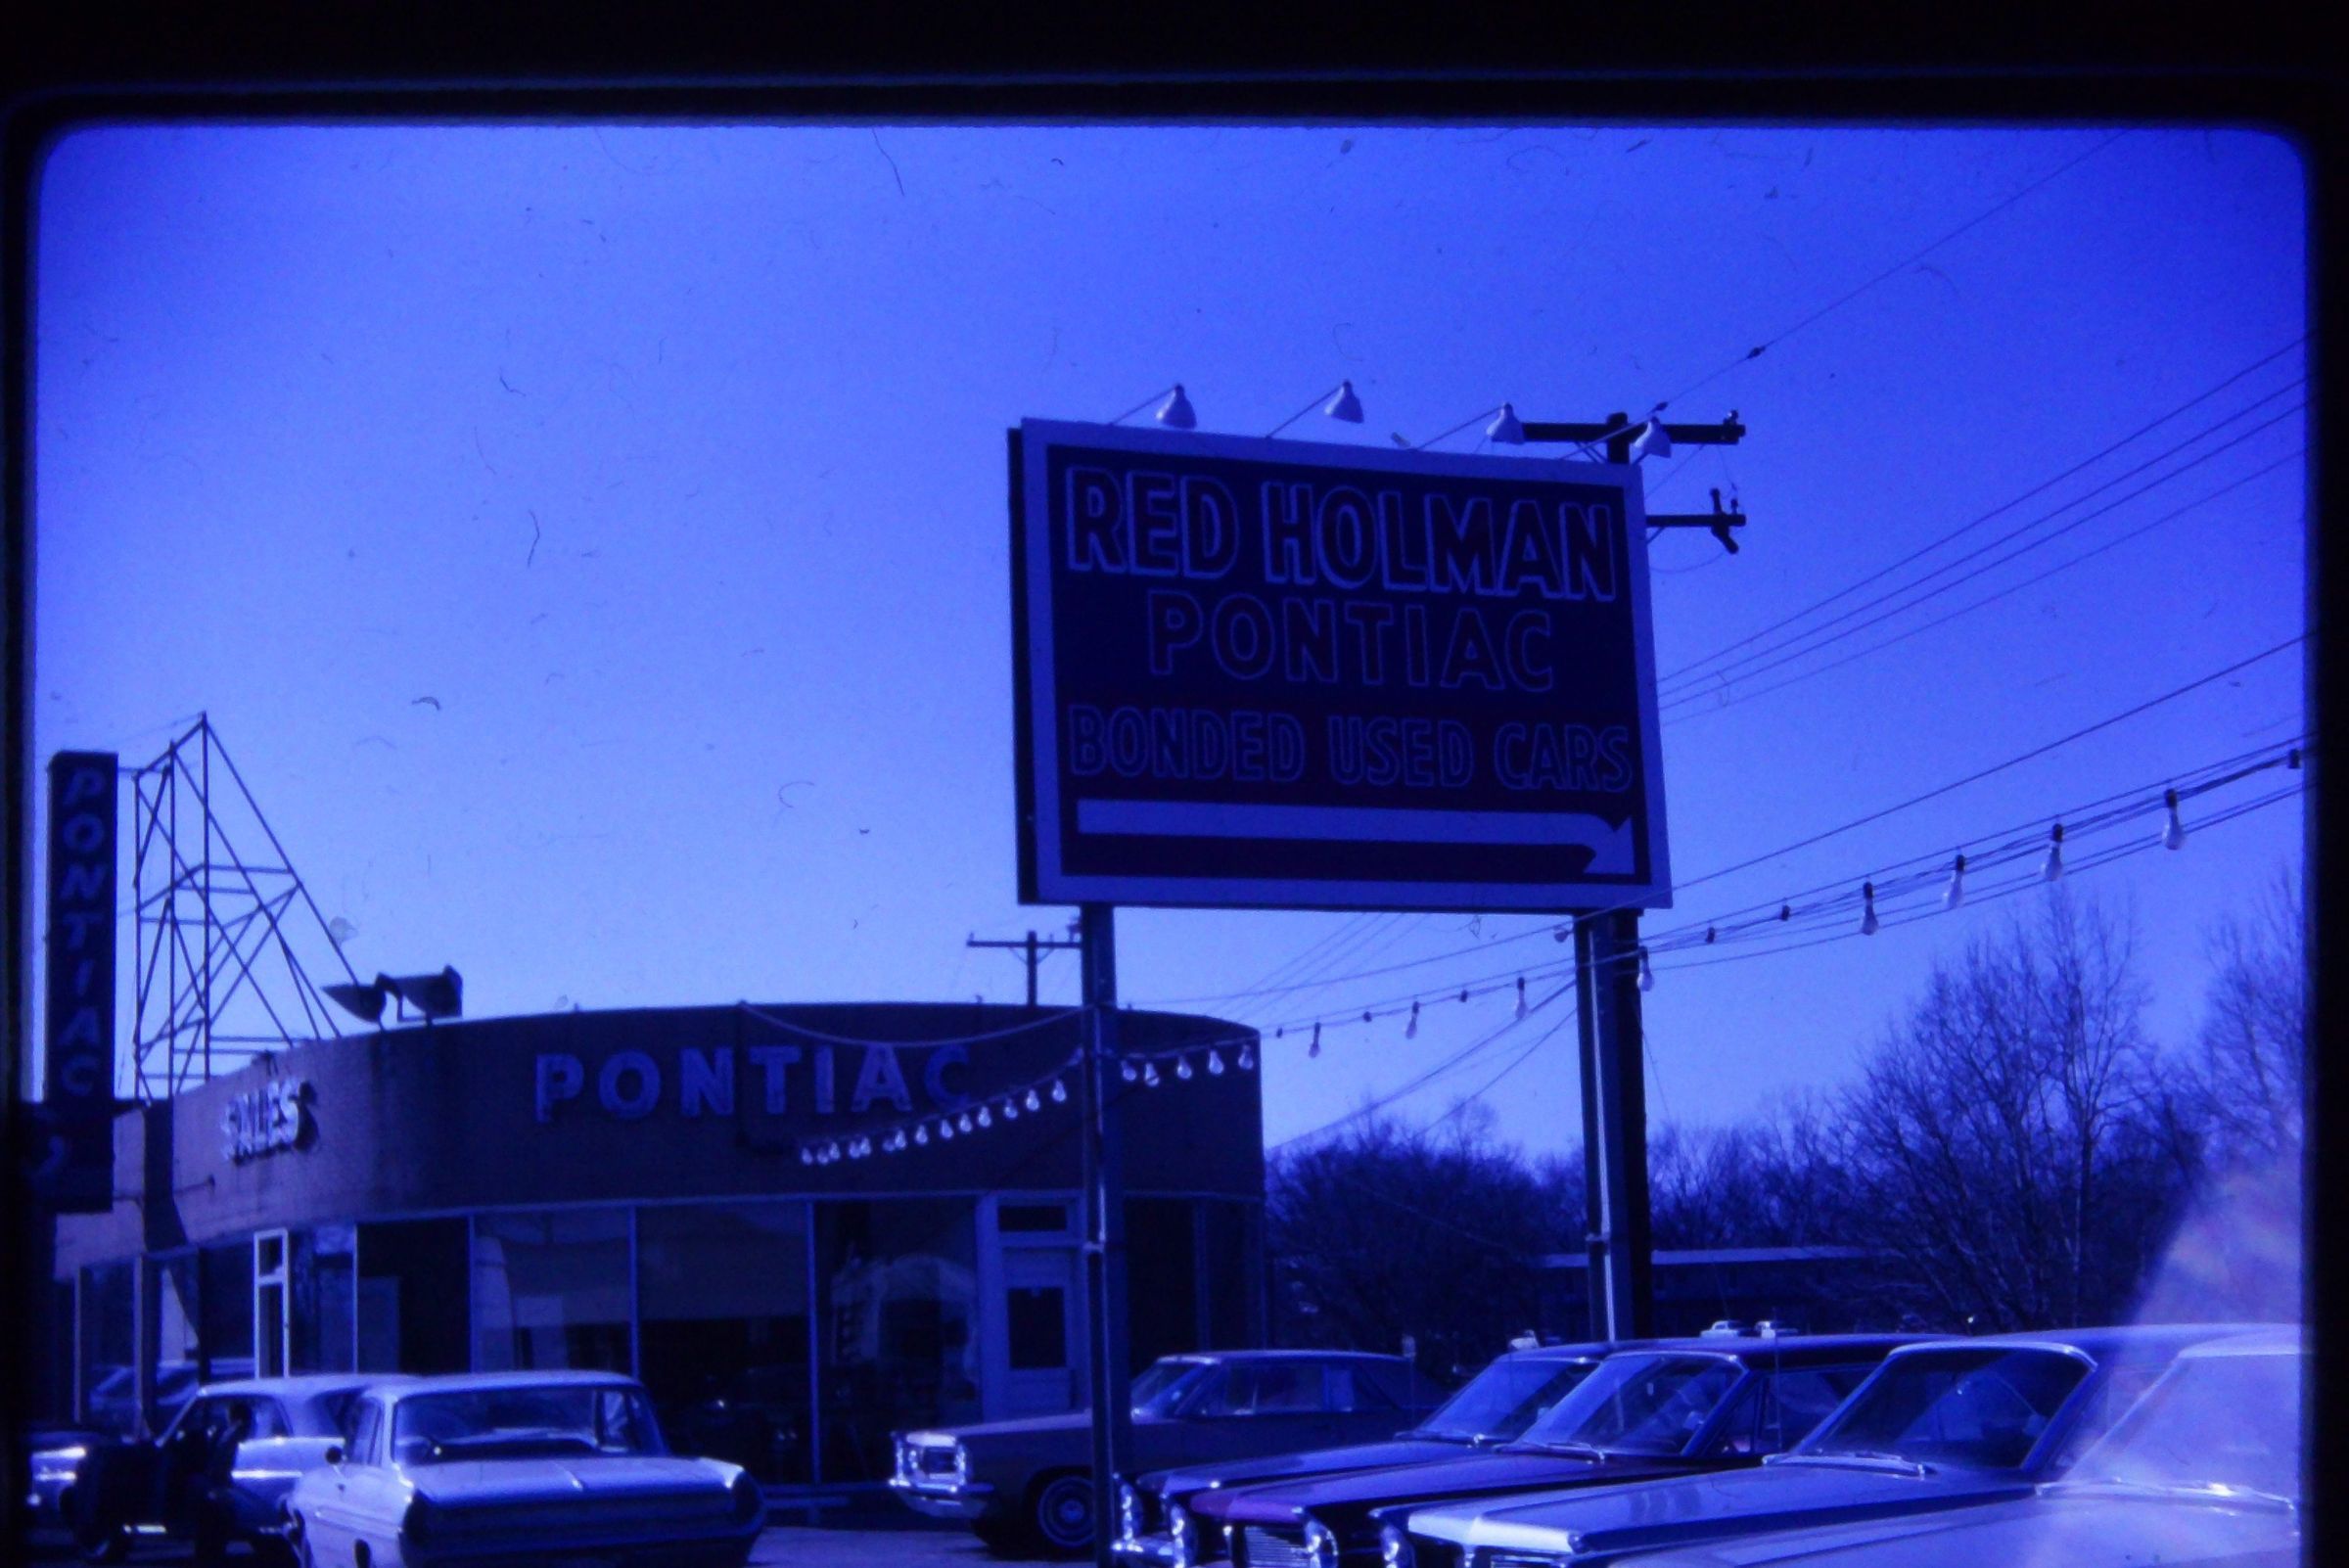 RED HOLMAN
PONTIAC
BONDED USED CARS
PONTIAC
SALES
PONTIAC